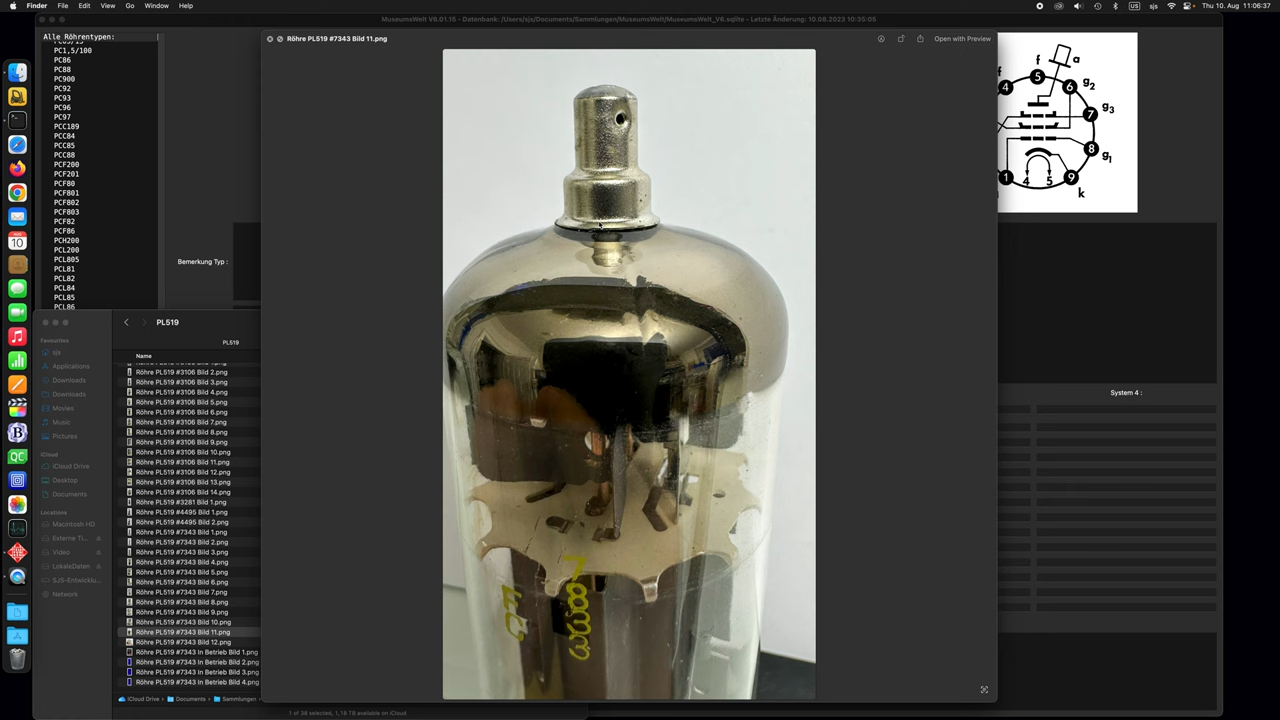 Finder File Edit View Go Window Help
US sjs Thu 10. Aug 11:06:37
MuseumsWelt V6.01.15 - Datenbank: /Users/sjs/Documents/Sammlungen/MuseumsWelt/MuseumsWelt_V6.sqlite - Letzte Änderung: 10.08.2023 10:35:05
Alle Röhrentypen:
PC1,5/100
PC86
PC88
PC900
PC92
PC93
PC96
PC97
PCC189
PCC84
PCC85
PCC88
PCF200
PCF201
PCF80
PCF801
PCF802
PCF803
PCF82
PCF86
PCH200
PCL200
PCL805
PCL81
PCL82
PCL84
PCL85
PCL86
Bemerkung Typ :
Röhre PL519 #7343 Bild 11.png
Open with Preview
f f a
4 5 6 g2
7 g3
8 g1
1 4 5 9
k
System 4 :
Favourites
sjs
Applications
Downloads
Downloads
Movies
Music
Pictures
iCloud
iCloud Drive
Desktop
Documents
Locations
Macintosh HD
Externe Ti...
Video
LokaleDaten
SJS-Entwicklu...
Network
PL519
PL519
Name
Röhre PL519 #3106 Bild 2.png
Röhre PL519 #3106 Bild 3.png
Röhre PL519 #3106 Bild 4.png
Röhre PL519 #3106 Bild 5.png
Röhre PL519 #3106 Bild 6.png
Röhre PL519 #3106 Bild 7.png
Röhre PL519 #3106 Bild 8.png
Röhre PL519 #3106 Bild 9.png
Röhre PL519 #3106 Bild 10.png
Röhre PL519 #3106 Bild 11.png
Röhre PL519 #3106 Bild 12.png
Röhre PL519 #3106 Bild 13.png
Röhre PL519 #3106 Bild 14.png
Röhre PL519 #3281 Bild 1.png
Röhre PL519 #4495 Bild 1.png
Röhre PL519 #4495 Bild 2.png
Röhre PL519 #7343 Bild 1.png
Röhre PL519 #7343 Bild 2.png
Röhre PL519 #7343 Bild 3.png
Röhre PL519 #7343 Bild 4.png
Röhre PL519 #7343 Bild 5.png
Röhre PL519 #7343 Bild 6.png
Röhre PL519 #7343 Bild 7.png
Röhre PL519 #7343 Bild 8.png
Röhre PL519 #7343 Bild 9.png
Röhre PL519 #7343 Bild 10.png
Röhre PL519 #7343 Bild 11.png
Röhre PL519 #7343 Bild 12.png
Röhre PL519 #7343 In Betrieb Bild 1.png
Röhre PL519 #7343 In Betrieb Bild 2.png
Röhre PL519 #7343 In Betrieb Bild 3.png
Röhre PL519 #7343 In Betrieb Bild 4.png
iCloud Drive Documents Sammlungen
1 of 38 selected, 1,18 TB available on iCloud